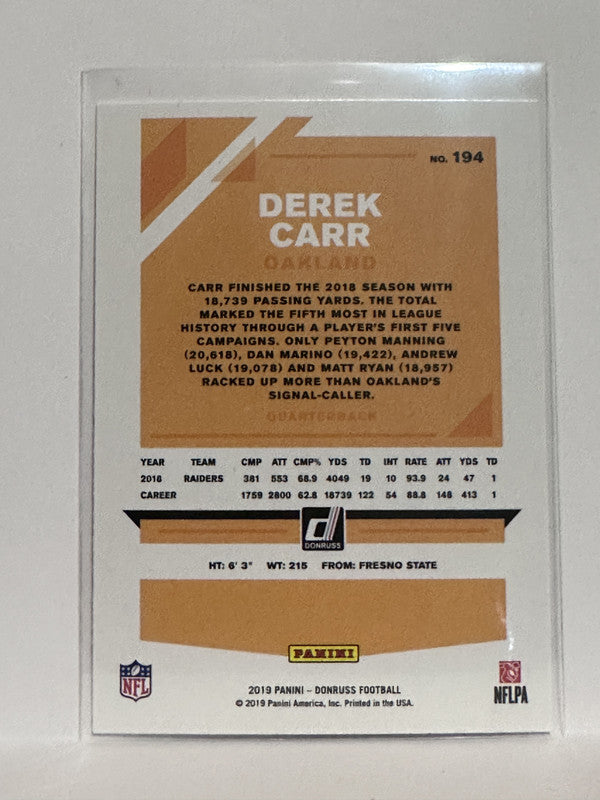 NO. 194
DEREK
CARR
OAKLAND
CARR FINISHED THE 2018 SEASON WITH
18,739 PASSING YARDS. THE TOTAL
MARKED THE FIFTH MOST IN LEAGUE
HISTORY THROUGH A PLAYER'S FIRST FIVE
CAMPAIGNS. ONLY PEYTON MANNING
(20,618), DAN MARINO (19,422), ANDREW
LUCK (19,078) AND MATT RYAN (18,957)
RACKED UP MORE THAN OAKLAND'S
SIGNAL-CALLER.
QUARTERBACK
YEAR TEAM CMP ATT CMP% YDS TD INT RATE ATT YDS TD
2018 RAIDERS 381 553 68.9 4049 19 10 93.9 24 47 1
CAREER 1759 2800 62.8 18739 122 54 88.8 146 413 1
d
DONRUSS
HT: 6' 3" WT: 215 FROM: FRESNO STATE
PANINI
NFL
NFLPA
2019 PANINI – DONRUSS FOOTBALL
© 2019 Panini America, Inc. Printed in the USA.